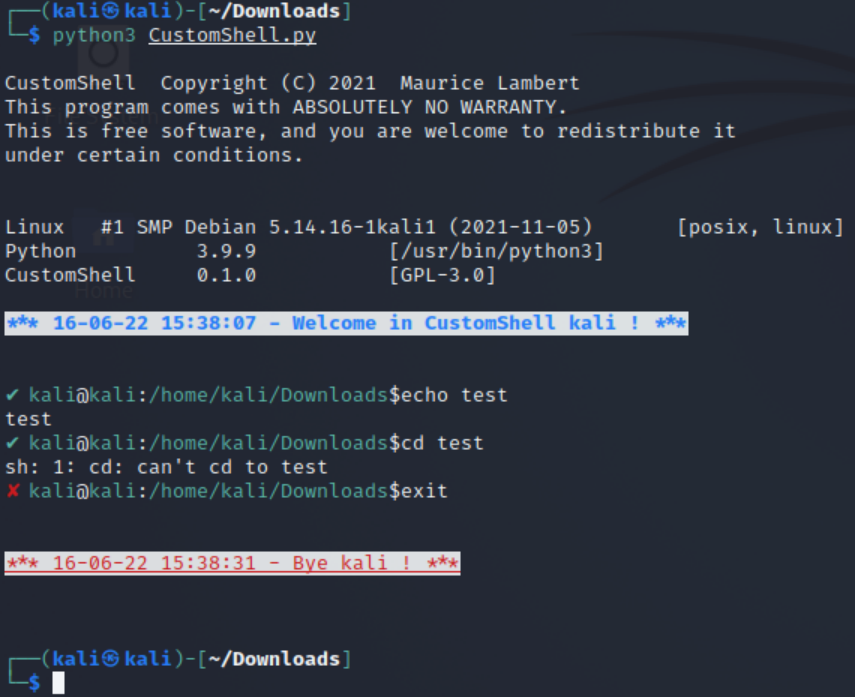 ┌──(kali㉿kali)-[~/Downloads]
└─$ python3 CustomShell.py
CustomShell  Copyright (C) 2021  Maurice Lambert
This program comes with ABSOLUTELY NO WARRANTY.
This is free software, and you are welcome to redistribute it
under certain conditions.
Linux   #1 SMP Debian 5.14.16-1kali1 (2021-11-05)       [posix, linux]
Python          3.9.9           [/usr/bin/python3]
CustomShell     0.1.0           [GPL-3.0]
Home
*** 16-06-22 15:38:07 - Welcome in CustomShell kali ! ***
✔ kali@kali:/home/kali/Downloads$echo test
test
✔ kali@kali:/home/kali/Downloads$cd test
sh: 1: cd: can't cd to test
✘ kali@kali:/home/kali/Downloads$exit
*** 16-06-22 15:38:31 - Bye kali ! ***
┌──(kali㉿kali)-[~/Downloads]
└─$